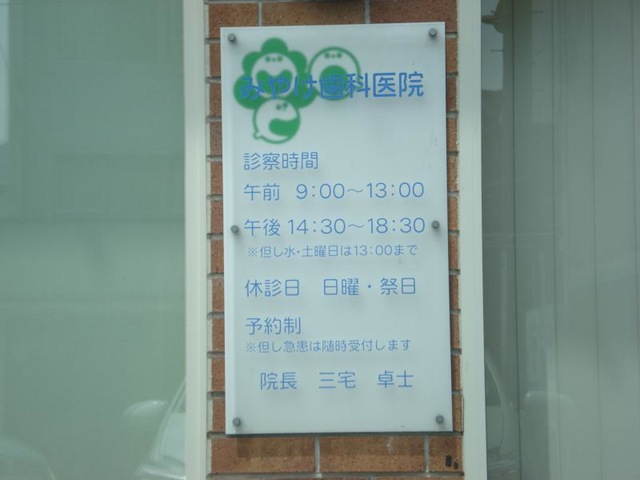 みやけ歯科医院
診察時間
午前 9:00～13:00
午後 14:30～18:30
※但し水・土曜日は13:00まで
休診日 日曜・祭日
予約制
※但し急患は随時受付します
院長 三宅 卓士